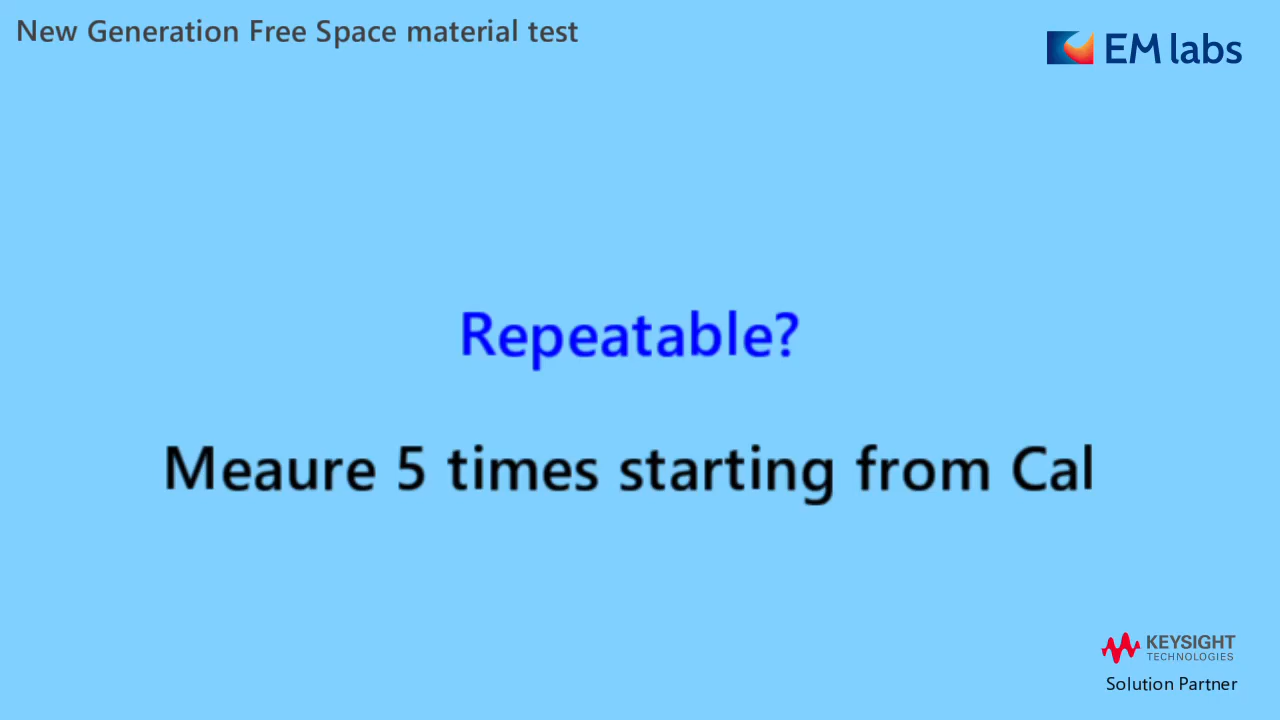 New Generation Free Space material test
EM labs
Repeatable?
Meaure 5 times starting from Cal
KEYSIGHT
TECHNOLOGIES
Solution Partner